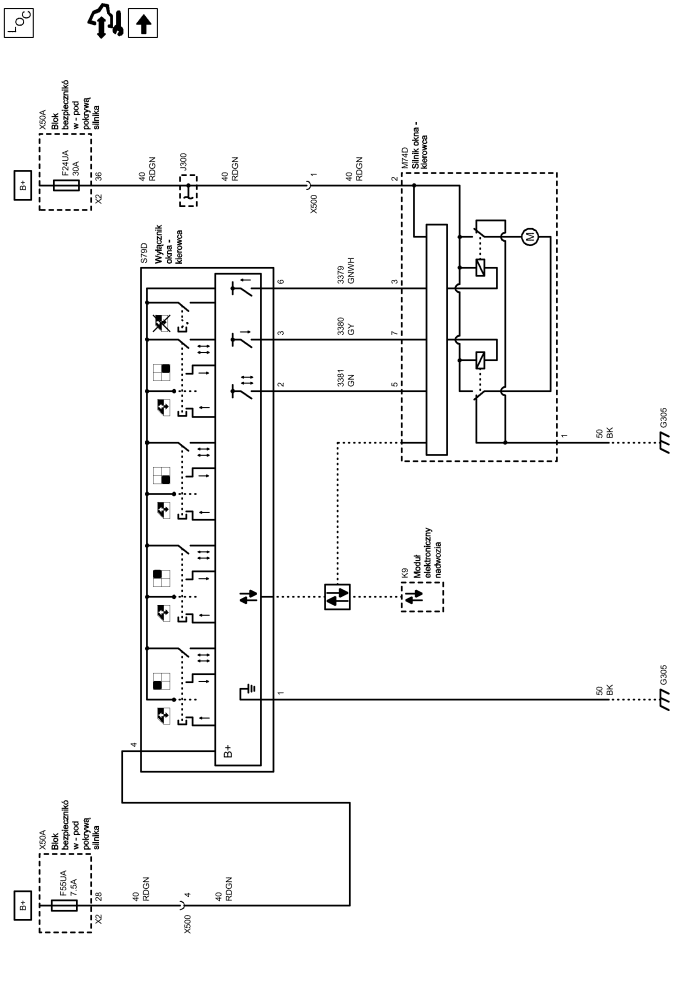 LOC
B+
X50A
Blok
bezpiecznikó
w - pod
pokrywą
silnika
F55UA
7.5A
28
X2
40
RDGN
4
X500
40
RDGN
4
S79D
Wyłącznik
okna -
kierowca
B+
1
2
3
6
50
BK
G305
K9
Moduł
elektroniczny
nadwozia
3381
GN
3380
GY
3379
GNWH
B+
X50A
Blok
bezpiecznikó
w - pod
pokrywą
silnika
F24UA
30A
36
X2
40
RDGN
J300
40
RDGN
1
X500
40
RDGN
2
M74D
Silnik okna -
kierowca
5
7
3
M
1
50
BK
G305